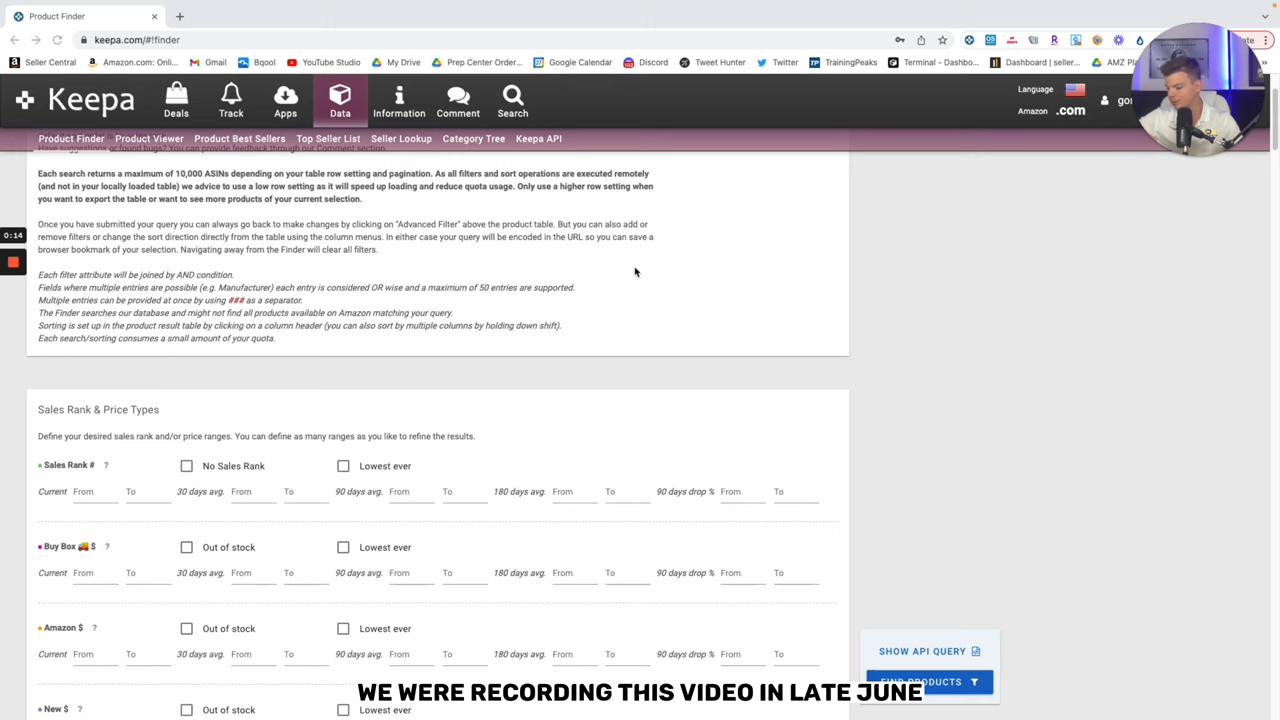 Product Finder
keepa.com/#!finder
Seller Central
Amazon.com: Onli...
Gmail
Bqool
YouTube Studio
My Drive
Prep Center Order...
Google Calendar
Discord
Tweet Hunter
Twitter
TrainingPeaks
Terminal - Dashbo...
Dashboard | seller...
AMZ Pl
Keepa
Deals
Track
Apps
Data
Information
Comment
Search
Language
Amazon .com
Product Finder Product Viewer Product Best Sellers Top Seller List Seller Lookup Category Tree Keepa API
Have suggestions or found bugs? You can provide feedback through our Comment section.
Each search returns a maximum of 10,000 ASINs depending on your table row setting and pagination. As all filters and sort operations are executed remotely
(and not in your locally loaded table) we advice to use a low row setting as it will speed up loading and reduce quota usage. Only use a higher row setting when
you want to export the table or want to see more products of your current selection.
Once you have submitted your query you can always go back to make changes by clicking on "Advanced Filter" above the product table. But you can also add or
remove filters or change the sort direction directly from the table using the column menus. In either case your query will be encoded in the URL so you can save a
browser bookmark of your selection. Navigating away from the Finder will clear all filters.
Each filter attribute will be joined by AND condition.
Fields where multiple entries are possible (e.g. Manufacturer) each entry is considered OR wise and a maximum of 50 entries are supported.
Multiple entries can be provided at once by using ### as a separator.
The Finder searches our database and might not find all products available on Amazon matching your query.
Sorting is set up in the product result table by clicking on a column header (you can also sort by multiple columns by holding down shift).
Each search/sorting consumes a small amount of your quota.
0:14
Sales Rank & Price Types
Define your desired sales rank and/or price ranges. You can define as many ranges as you like to refine the results.
Sales Rank # ? No Sales Rank Lowest ever
Current From To 30 days avg. From To 90 days avg. From To 180 days avg. From To 90 days drop % From To
Buy Box $ ? Out of stock Lowest ever
Current From To 30 days avg. From To 90 days avg. From To 180 days avg. From To 90 days drop % From To
Amazon $ ? Out of stock Lowest ever
Current From To 30 days avg. From To 90 days avg. From To 180 days avg. From To 90 days drop % From To
New $ ? Out of stock Lowest ever
SHOW API QUERY
WE WERE RECORDING THIS VIDEO IN LATE JUNE